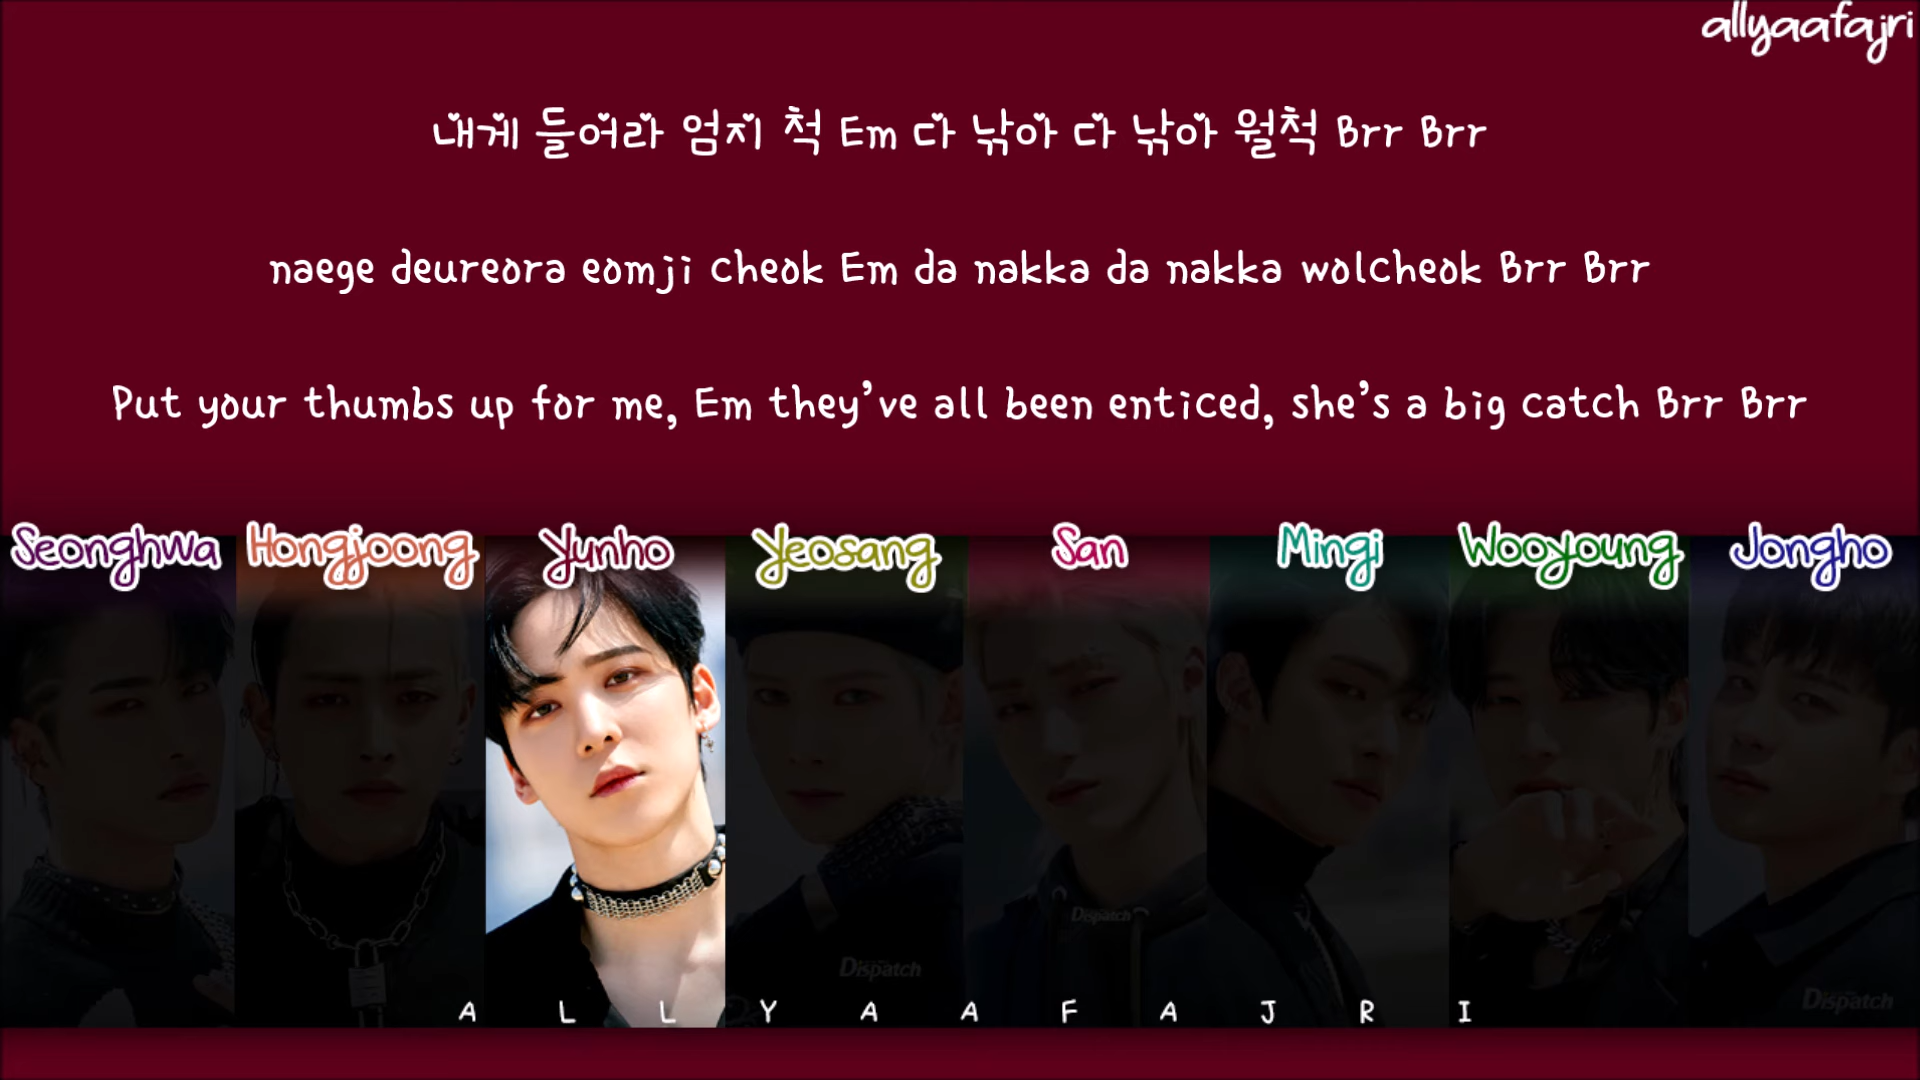 allyaafajri
내게 들어라 엄지 척 Em 다 낚아 다 낚아 월척 Brr Brr
naege deureora eomji cheok Em da nakka da nakka wolcheok Brr Brr
Put your thumbs up for me, Em they’ve all been enticed, she’s a big catch Brr Brr
Seonghwa Hongjoong Yunho Yeosang San Mingi Wooyoung Jongho
Dispatch
Dispatch
Dispatch
A L L Y A A F A J R I